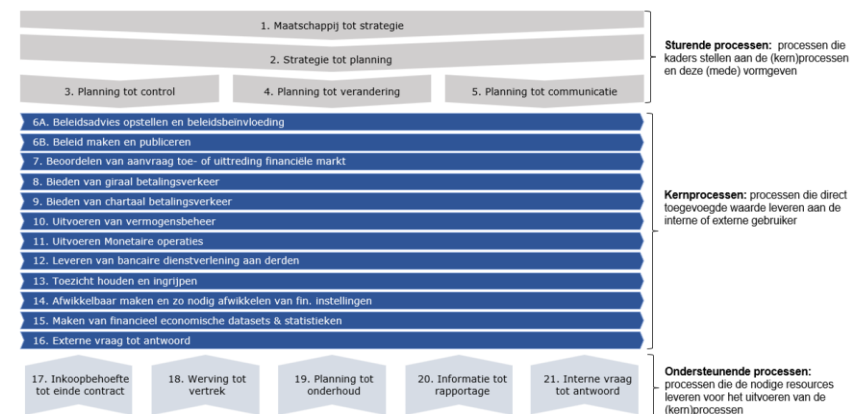 1. Maatschappij tot strategie
2. Strategie tot planning
3. Planning tot control
4. Planning tot verandering
5. Planning tot communicatie
Sturende processen: processen die
kaders stellen aan de (kern)processen
en deze (mede) vormgeven
6A. Beleidsadvies opstellen en beleidsbeïnvloeding
6B. Beleid maken en publiceren
7. Beoordelen van aanvraag toe- of uittreding financiële markt
8. Bieden van giraal betalingsverkeer
9. Bieden van chartaal betalingsverkeer
10. Uitvoeren van vermogensbeheer
11. Uitvoeren Monetaire operaties
12. Leveren van bancaire dienstverlening aan derden
13. Toezicht houden en ingrijpen
14. Afwikkelbaar maken en zo nodig afwikkelen van fin. instellingen
15. Maken van financieel economische datasets & statistieken
16. Externe vraag tot antwoord
Kernprocessen: processen die direct
toegevoegde waarde leveren aan de
interne of externe gebruiker
17. Inkoopbehoefte
tot einde contract
18. Werving tot
vertrek
19. Planning tot
onderhoud
20. Informatie tot
rapportage
21. Interne vraag
tot antwoord
Ondersteunende processen:
processen die de nodige resources
leveren voor het uitvoeren van de
(kern)processen